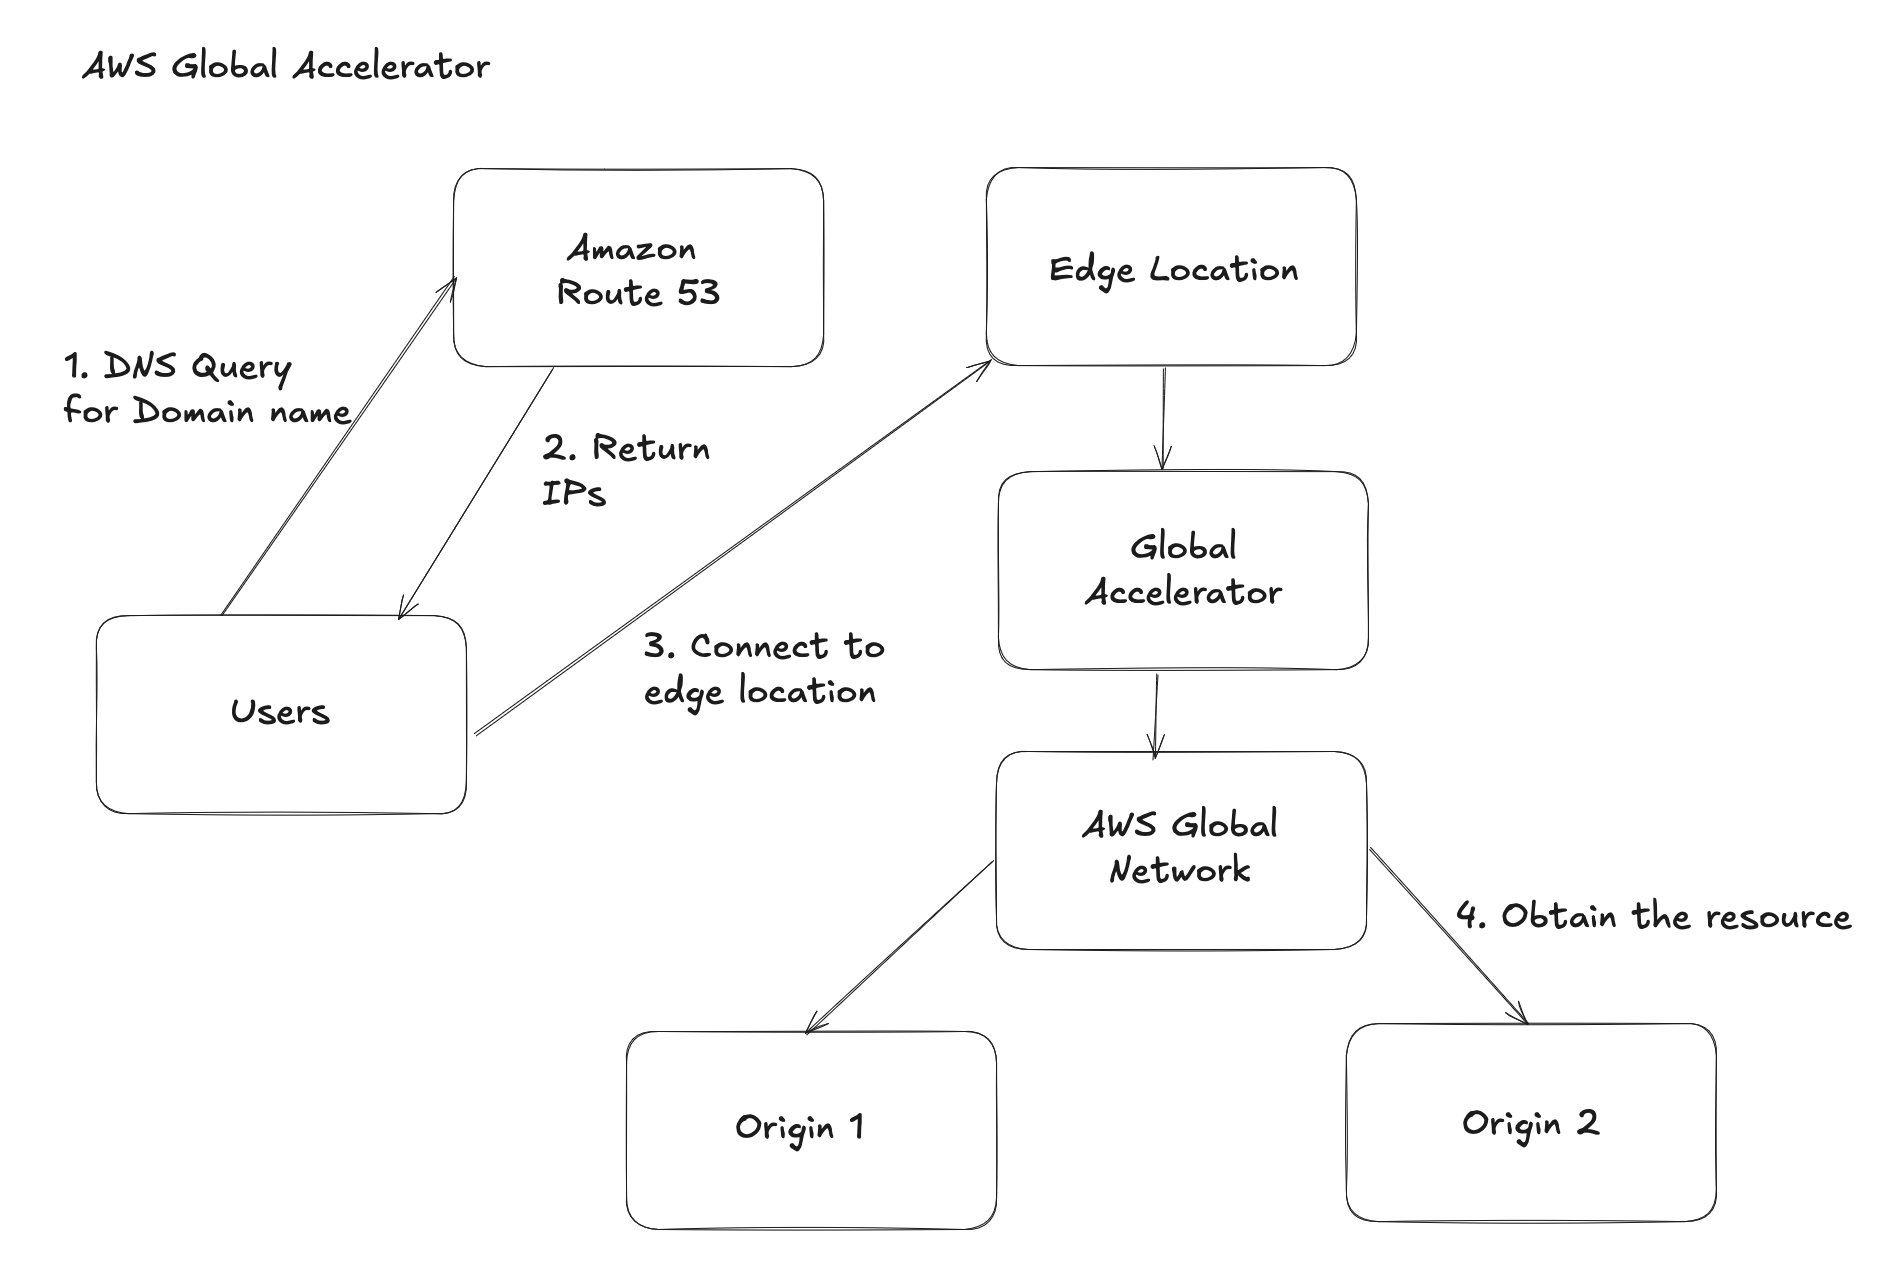 AWS Global Accelerator
Amazon
Route 53
Edge Location
1. DNS Query
for Domain name
2. Return
IPs
Global
Accelerator
3. Connect to
edge location
Users
AWS Global
Network
4. Obtain the resource
Origin 1
Origin 2